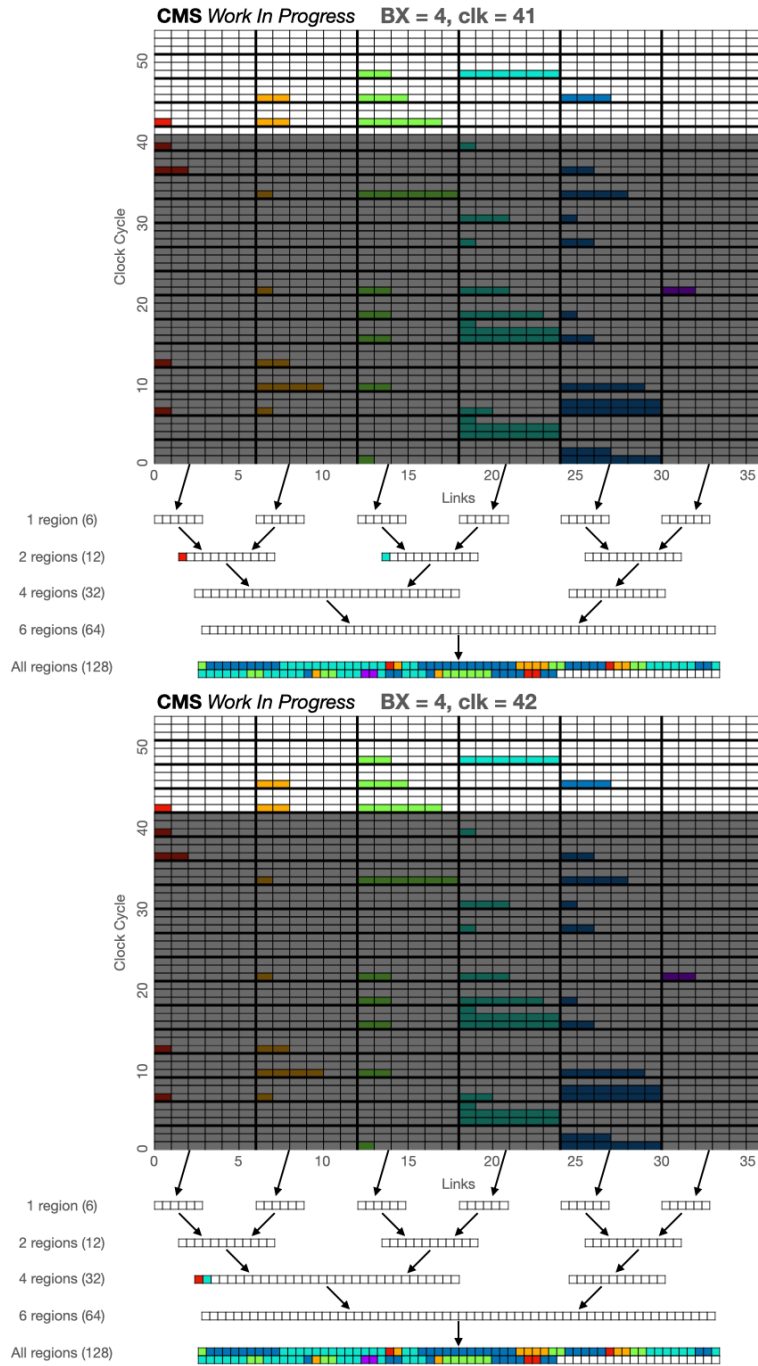 CMS Work In Progress BX = 4, clk = 41
50
40
30
20
10
0
Clock Cycle
0 5 10 15 20 25 30 35
Links
1 region (6)
2 regions (12)
4 regions (32)
6 regions (64)
All regions (128)
CMS Work In Progress BX = 4, clk = 42
50
40
30
20
10
0
Clock Cycle
0 5 10 15 20 25 30 35
Links
1 region (6)
2 regions (12)
4 regions (32)
6 regions (64)
All regions (128)